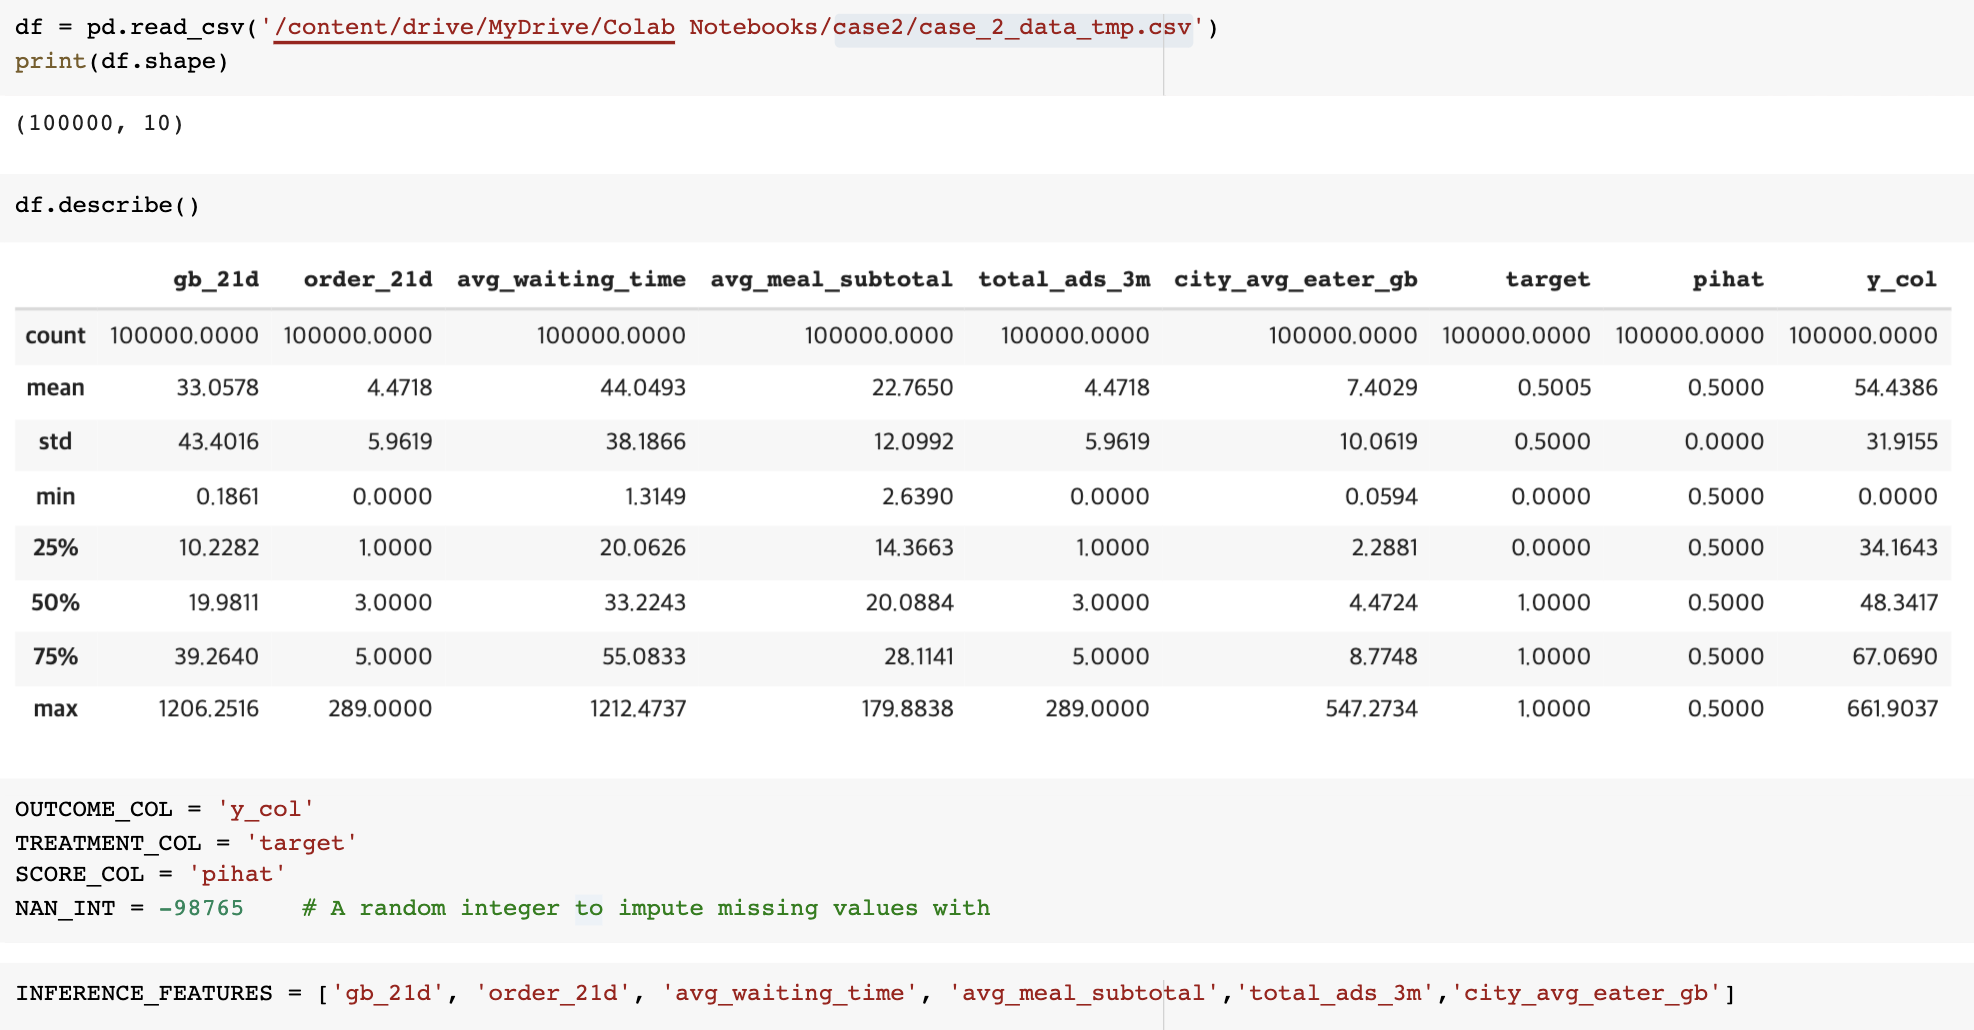 df = pd.read_csv('/content/drive/MyDrive/Colab Notebooks/case2/case_2_data_tmp.csv')
print(df.shape)
(100000, 10)
df.describe()
gb_21d order_21d avg_waiting_time avg_meal_subtotal total_ads_3m city_avg_eater_gb target pihat y_col
count 100000.0000 100000.0000 100000.0000 100000.0000 100000.0000 100000.0000 100000.0000 100000.0000 100000.0000
mean 33.0578 4.4718 44.0493 22.7650 4.4718 7.4029 0.5005 0.5000 54.4386
std 43.4016 5.9619 38.1866 12.0992 5.9619 10.0619 0.5000 0.0000 31.9155
min 0.1861 0.0000 1.3149 2.6390 0.0000 0.0594 0.0000 0.5000 0.0000
25% 10.2282 1.0000 20.0626 14.3663 1.0000 2.2881 0.0000 0.5000 34.1643
50% 19.9811 3.0000 33.2243 20.0884 3.0000 4.4724 1.0000 0.5000 48.3417
75% 39.2640 5.0000 55.0833 28.1141 5.0000 8.7748 1.0000 0.5000 67.0690
max 1206.2516 289.0000 1212.4737 179.8838 289.0000 547.2734 1.0000 0.5000 661.9037
OUTCOME_COL = 'y_col'
TREATMENT_COL = 'target'
SCORE_COL = 'pihat'
NAN_INT = -98765    # A random integer to impute missing values with
INFERENCE_FEATURES = ['gb_21d', 'order_21d', 'avg_waiting_time', 'avg_meal_subtotal','total_ads_3m','city_avg_eater_gb']